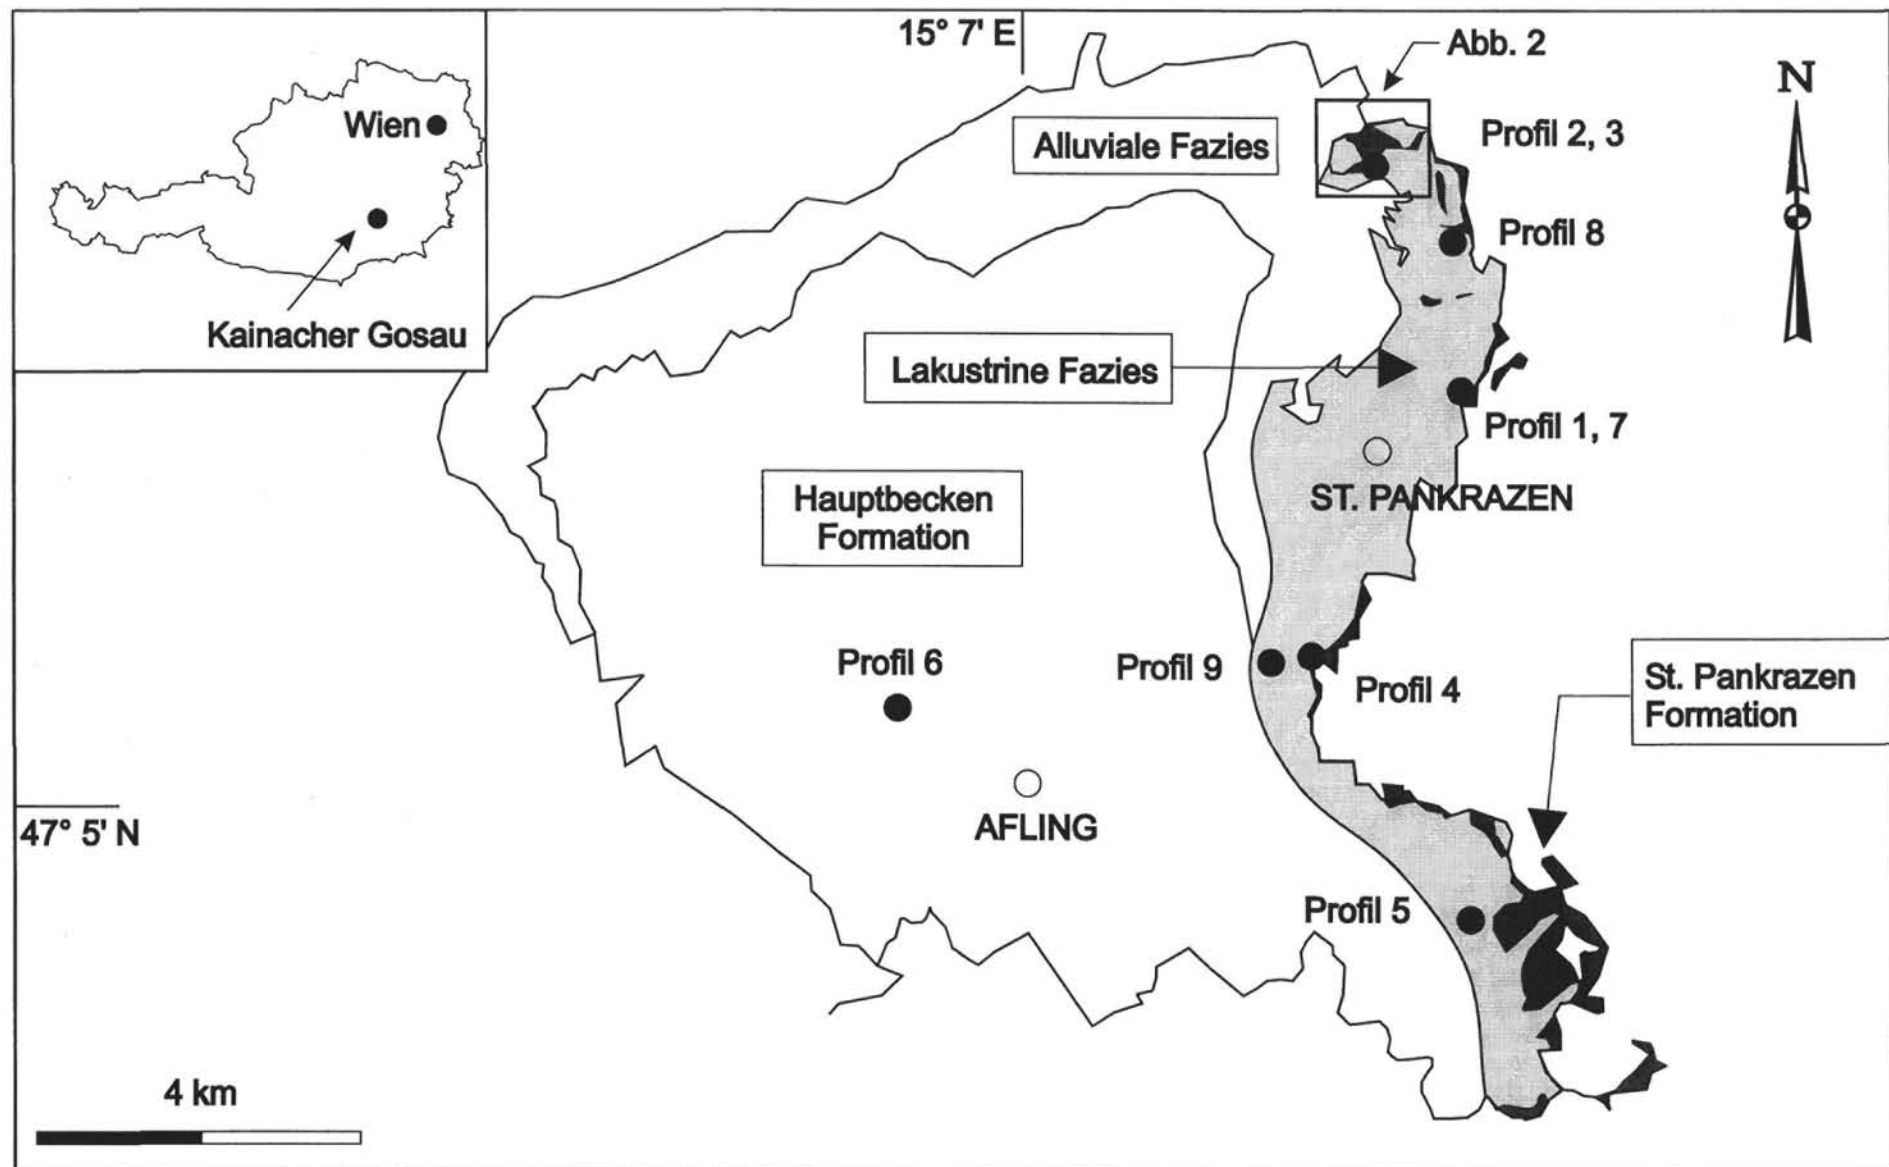 15° 7' E
Abb. 2
N
Wien
Profil 2, 3
Alluviale Fazies
Profil 8
Kainacher Gosau
Lakustrine Fazies
Profil 1, 7
ST. PANKRAZEN
Hauptbecken
Formation
Profil 6
Profil 9
Profil 4
St. Pankrazen
Formation
47° 5' N
AFLING
Profil 5
4 km